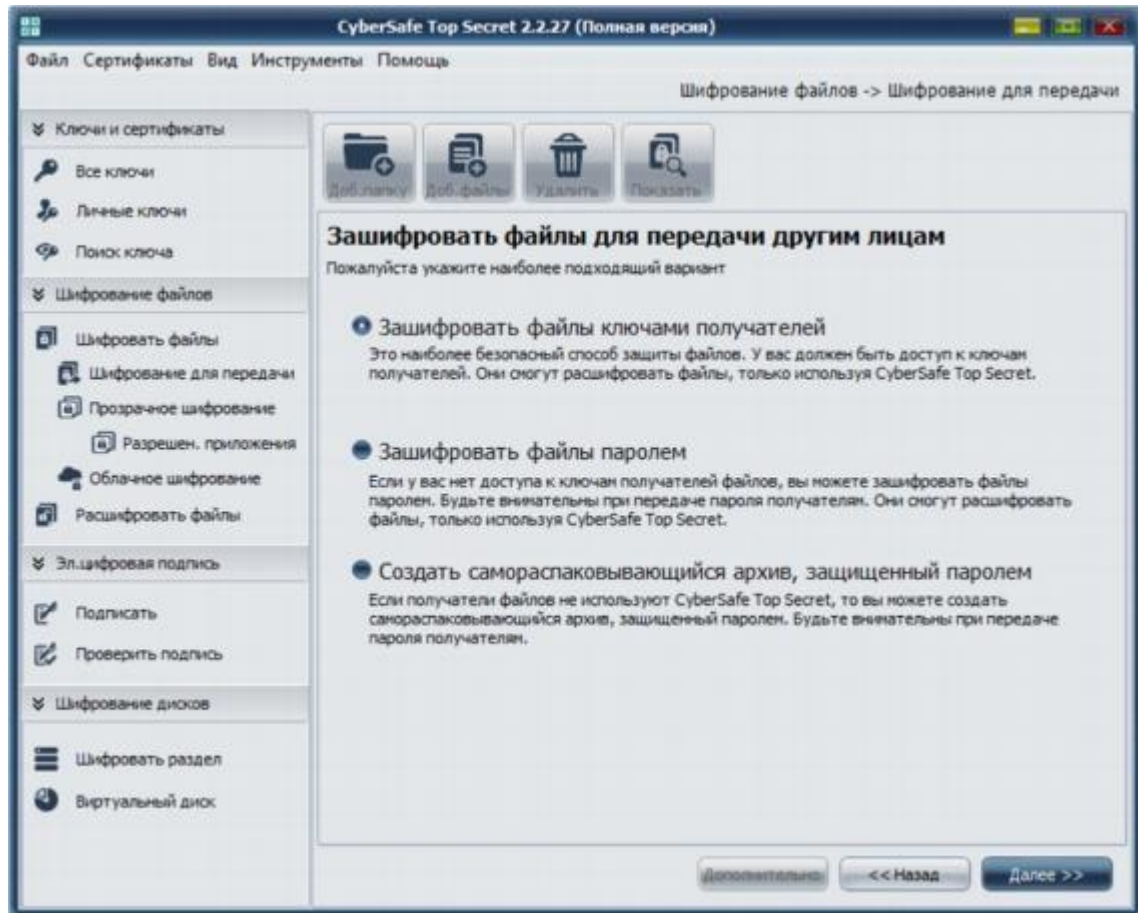 CyberSafe Top Secret 2.2.27 (Полная версия)
Файл Сертификаты Вид Инструменты Помощь
Шифрование файлов -> Шифрование для передачи
Ключи и сертификаты
Все ключи
Личные ключи
Поиск ключа
Шифрование файлов
Шифровать файлы
Шифрование для передачи
Прозрачное шифрование
Разрешен. приложения
Облачное шифрование
Расшифровать файлы
Эл.цифровая подпись
Подписать
Проверить подпись
Шифрование дисков
Шифровать раздел
Виртуальный диск
Доб.папку Доб.файлы Удалить Показать
Зашифровать файлы для передачи другим лицам
Пожалуйста укажите наиболее подходящий вариант
Зашифровать файлы ключами получателей
Это наиболее безопасный способ защиты файлов. У вас должен быть доступ к ключам
получателей. Они смогут расшифровать файлы, только используя CyberSafe Top Secret.
Зашифровать файлы паролем
Если у вас нет доступа к ключам получателей файлов, вы можете зашифровать файлы
паролем. Будьте внимательны при передаче пароля получателям. Они смогут расшифровать
файлы, только используя CyberSafe Top Secret.
Создать самораспаковывающийся архив, защищенный паролем
Если получатели файлов не используют CyberSafe Top Secret, то вы можете создать
самораспаковывающийся архив, защищенный паролем. Будьте внимательны при передаче
пароля получателям.
Дополнительно << Назад Далее >>